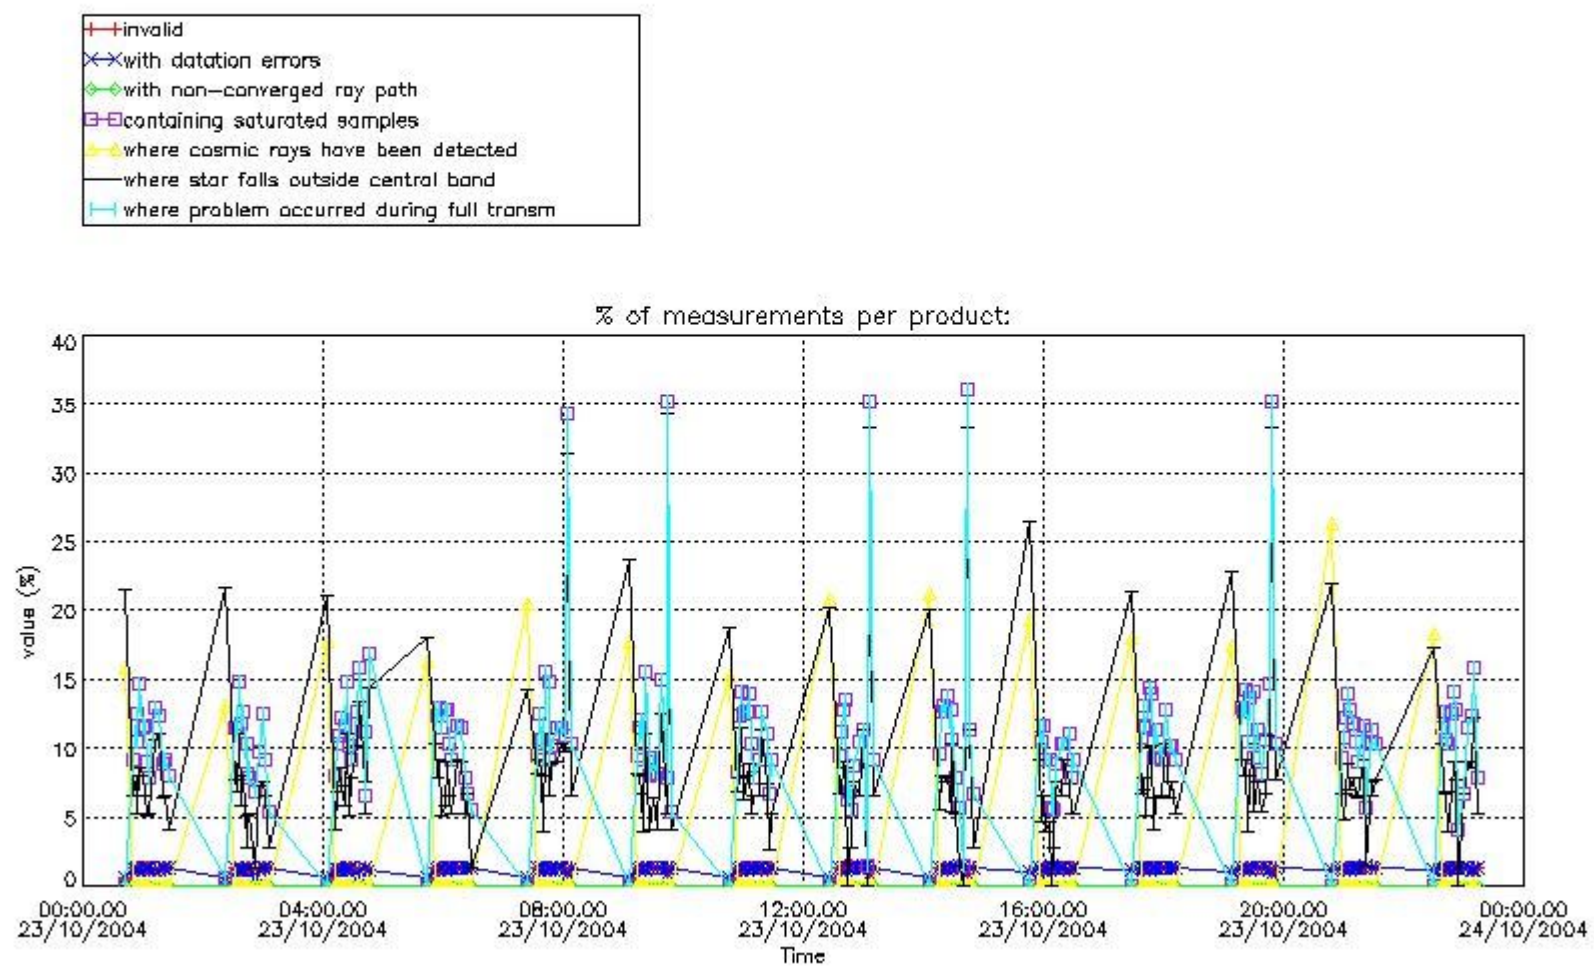 invalid
with datation errors
with non-converged ray path
containing saturated samples
where cosmic rays have been detected
where star falls outside central band
where problem occurred during full transm
% of measurements per product:
40
35
30
25
20
15
10
5
0
value (%)
00:00.00 04:00.00 08:00.00 12:00.00 16:00.00 20:00.00 00:00.00
23/10/2004 23/10/2004 23/10/2004 23/10/2004 23/10/2004 23/10/2004 24/10/2004
Time